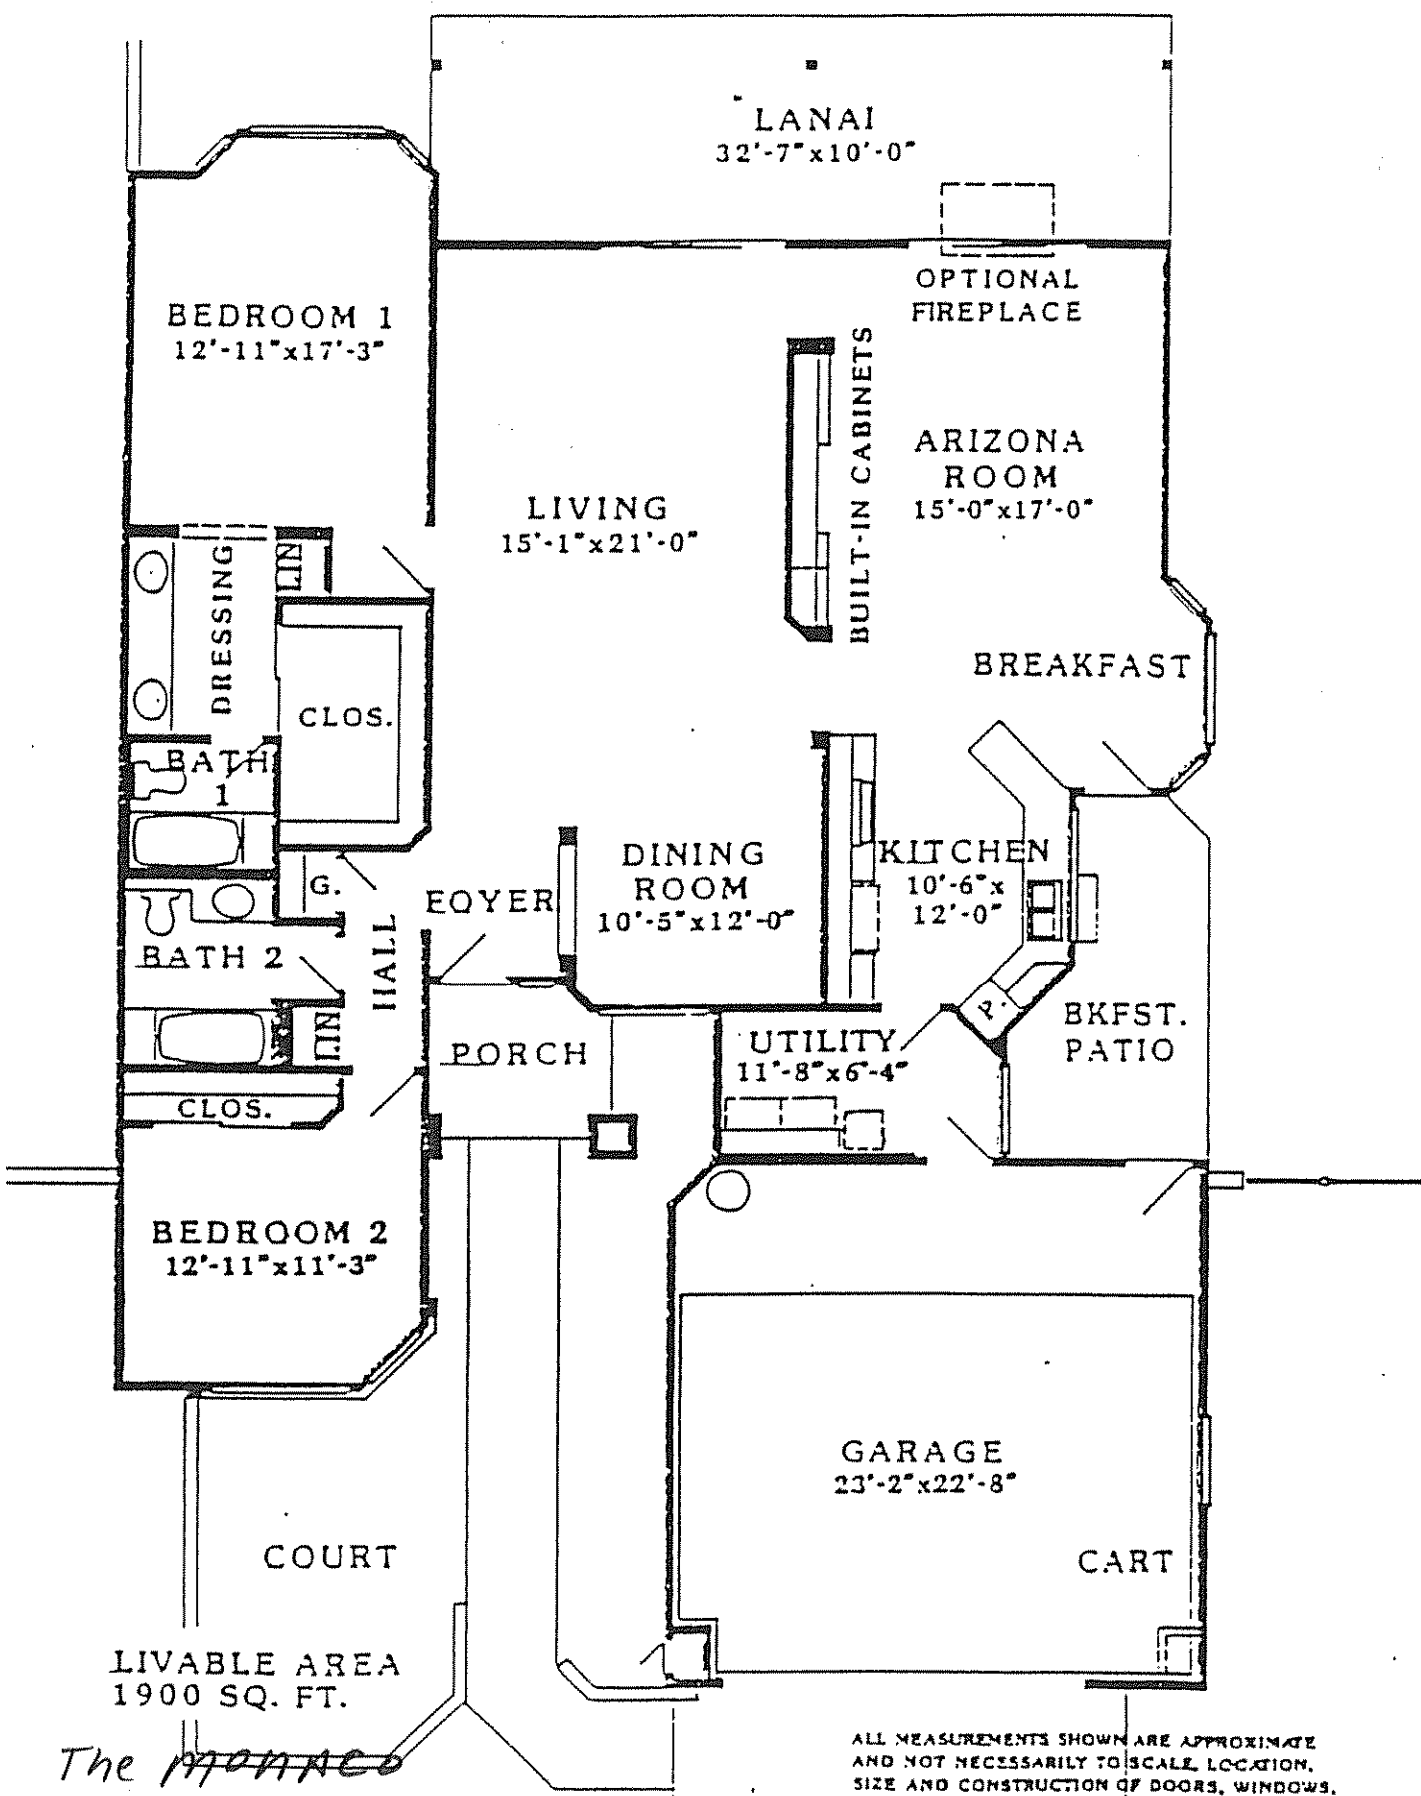 LANAI
32'-7"x10'-0"
OPTIONAL
FIREPLACE
BEDROOM 1
12'-11"x17'-3"
BUILT-IN CABINETS
ARIZONA
ROOM
15'-0"x17'-0"
LIVING
15'-1"x21'-0"
LIN
DRESSING
BREAKFAST
CLOS.
BATH
1
DINING
ROOM
10'-5"x12'-0"
KITCHEN
10'-6"x
12'-0"
G.
FOYER
HALL
BATH 2
LIN
P.
BKFST.
PATIO
PORCH
UTILITY
11'-8"x6'-4"
CLOS.
BEDROOM 2
12'-11"x11'-3"
GARAGE
23'-2"x22'-8"
COURT
CART
LIVABLE AREA
1900 SQ. FT.
The MONACO
ALL MEASUREMENTS SHOWN ARE APPROXIMATE
AND NOT NECESSARILY TO SCALE, LOCATION,
SIZE AND CONSTRUCTION OF DOORS, WINDOWS,